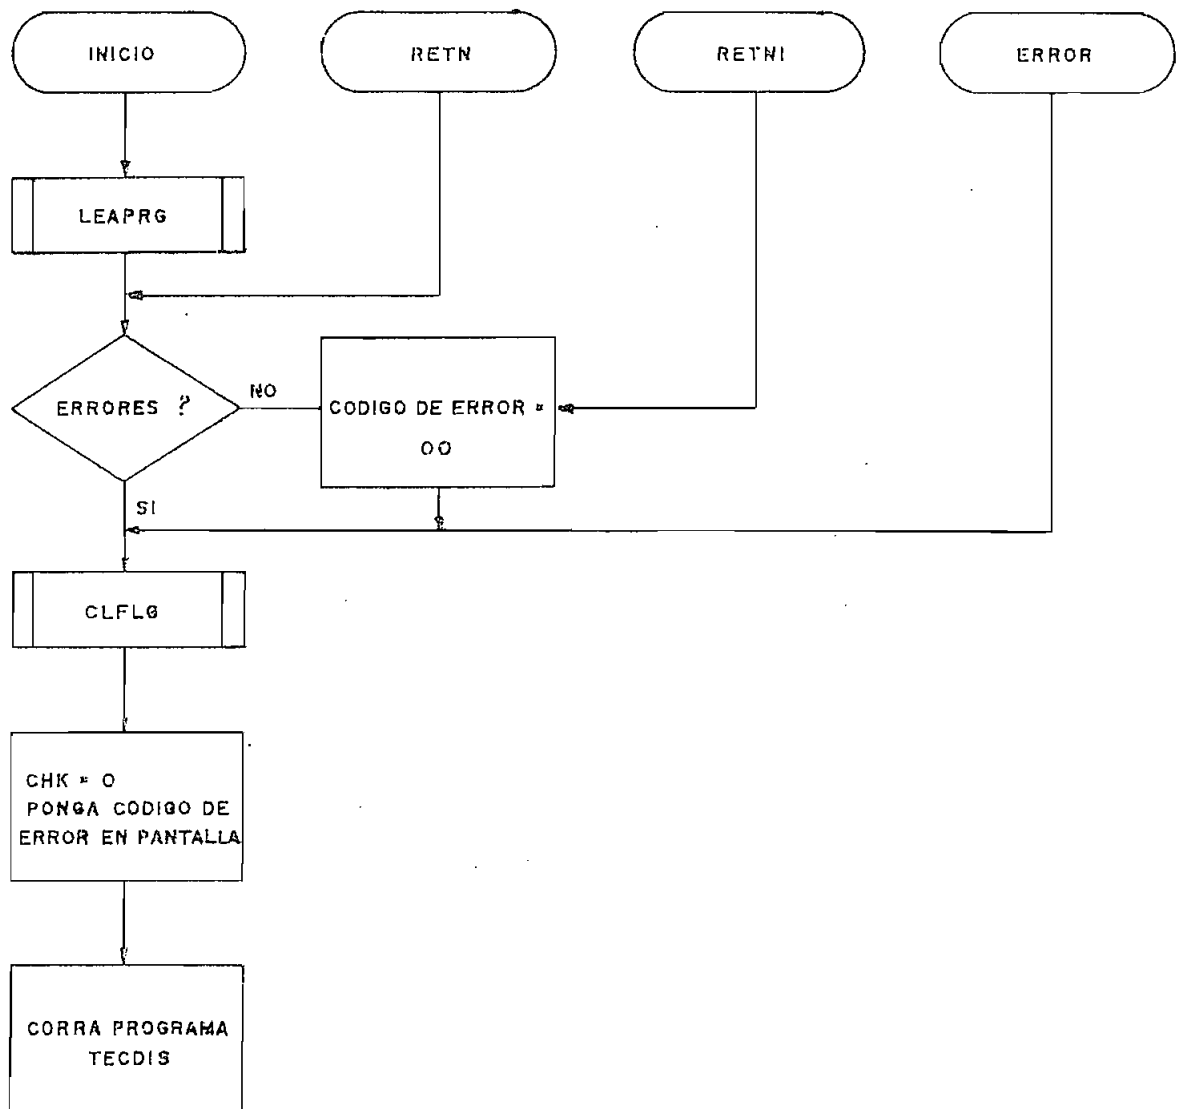 INICIO
RETN
RETNI
ERROR
LEAPRG
ERRORES ?
NO
CODIGO DE ERROR =
00
SI
CLFLG
CHK = 0
PONGA CODIGO DE
ERROR EN PANTALLA
CORRA PROGRAMA
TECDIS